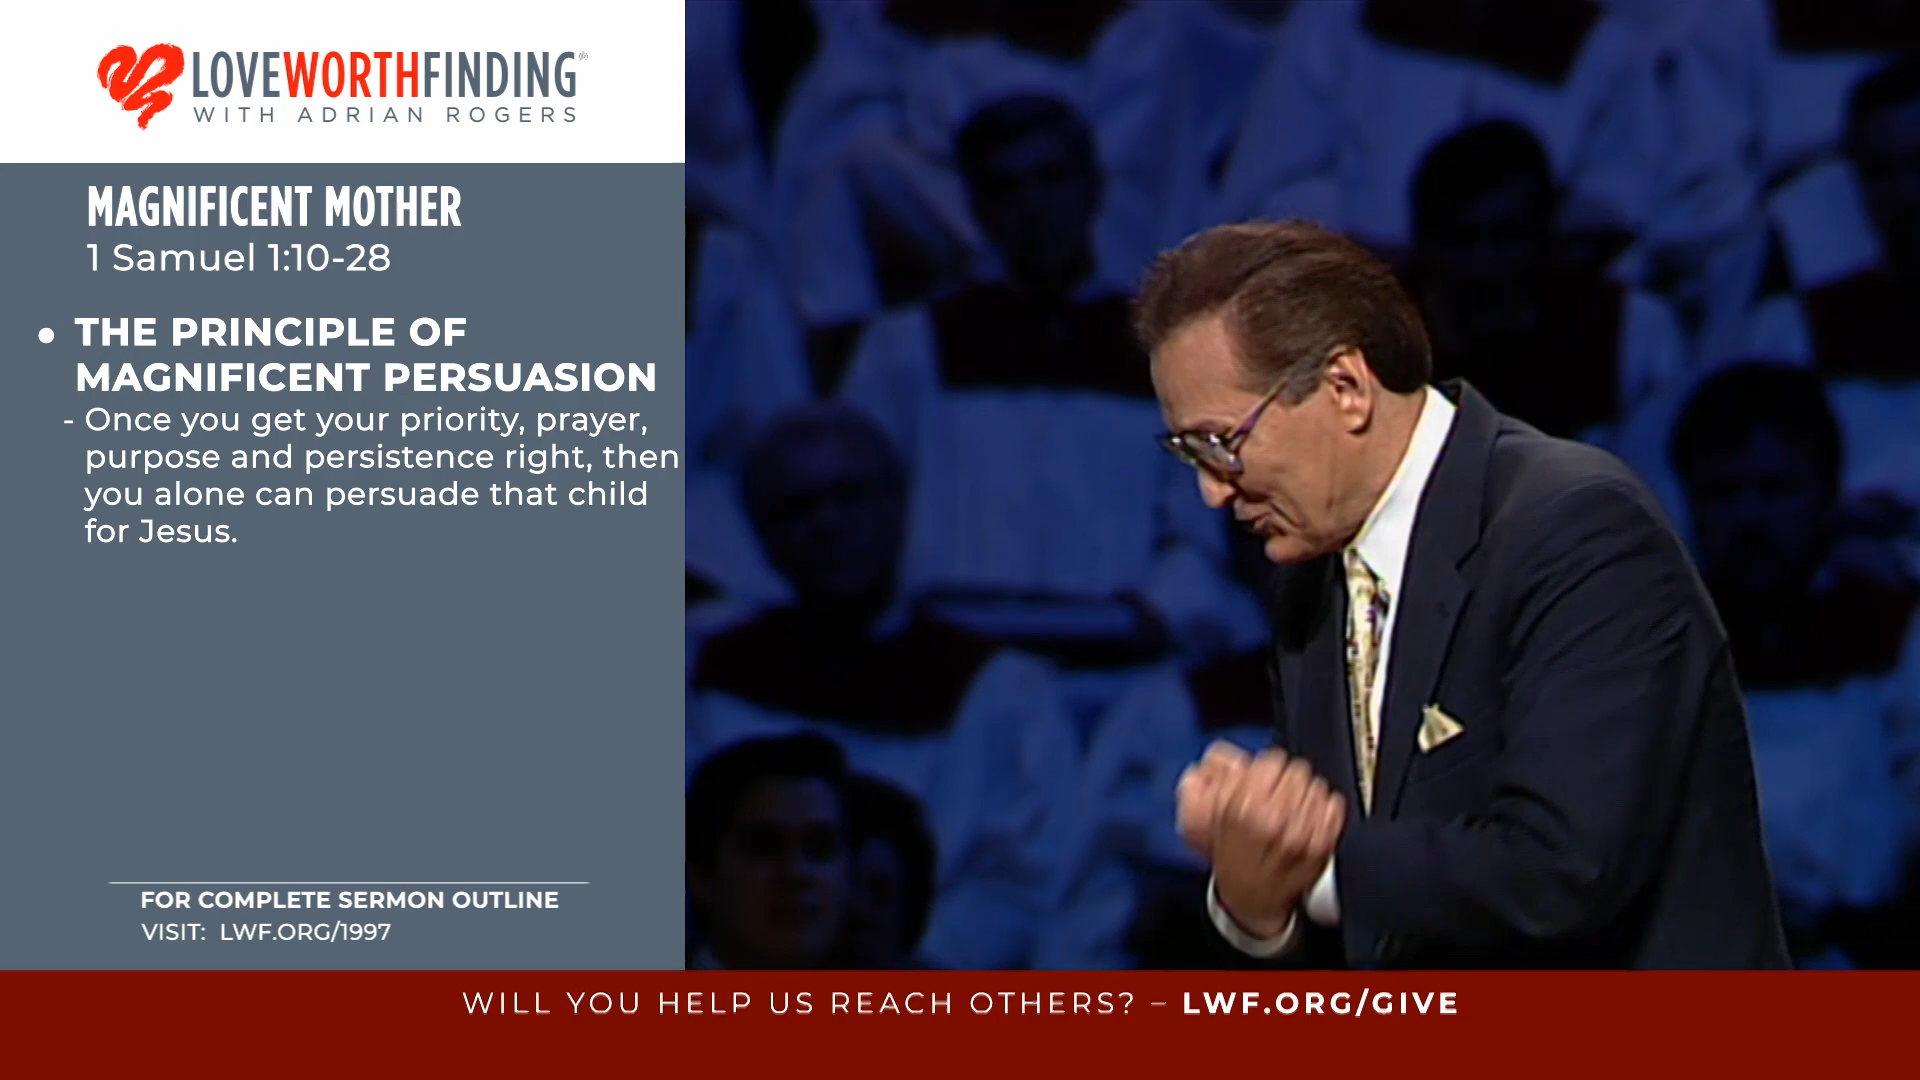 LOVEWORTHFINDING®
WITH ADRIAN ROGERS
MAGNIFICENT MOTHER
1 Samuel 1:10-28
• THE PRINCIPLE OF
MAGNIFICENT PERSUASION
- Once you get your priority, prayer,
purpose and persistence right, then
you alone can persuade that child
for Jesus.
FOR COMPLETE SERMON OUTLINE
VISIT: LWF.ORG/1997
WILL YOU HELP US REACH OTHERS? – LWF.ORG/GIVE